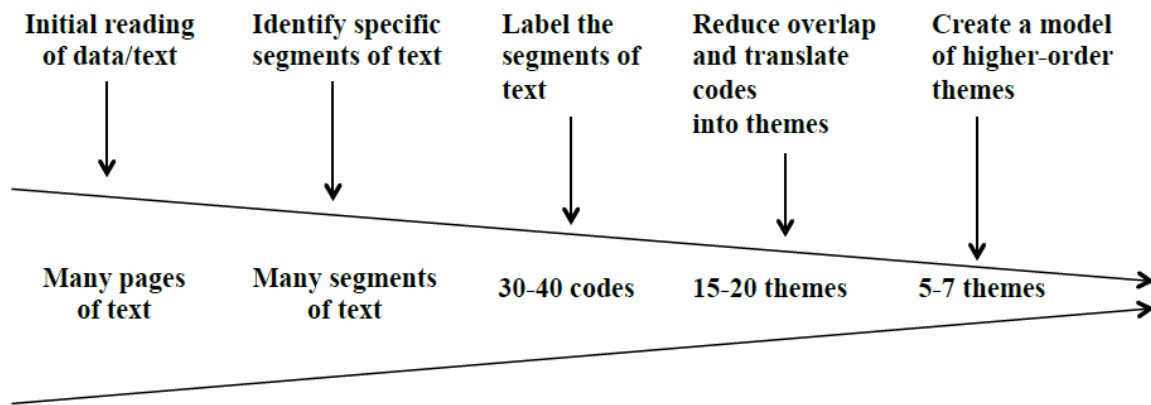 Initial reading
of data/text
Identify specific
segments of text
Label the
segments of
text
Reduce overlap
and translate
codes
into themes
Create a model
of higher-order
themes
Many pages
of text
Many segments
of text
30-40 codes
15-20 themes
5-7 themes